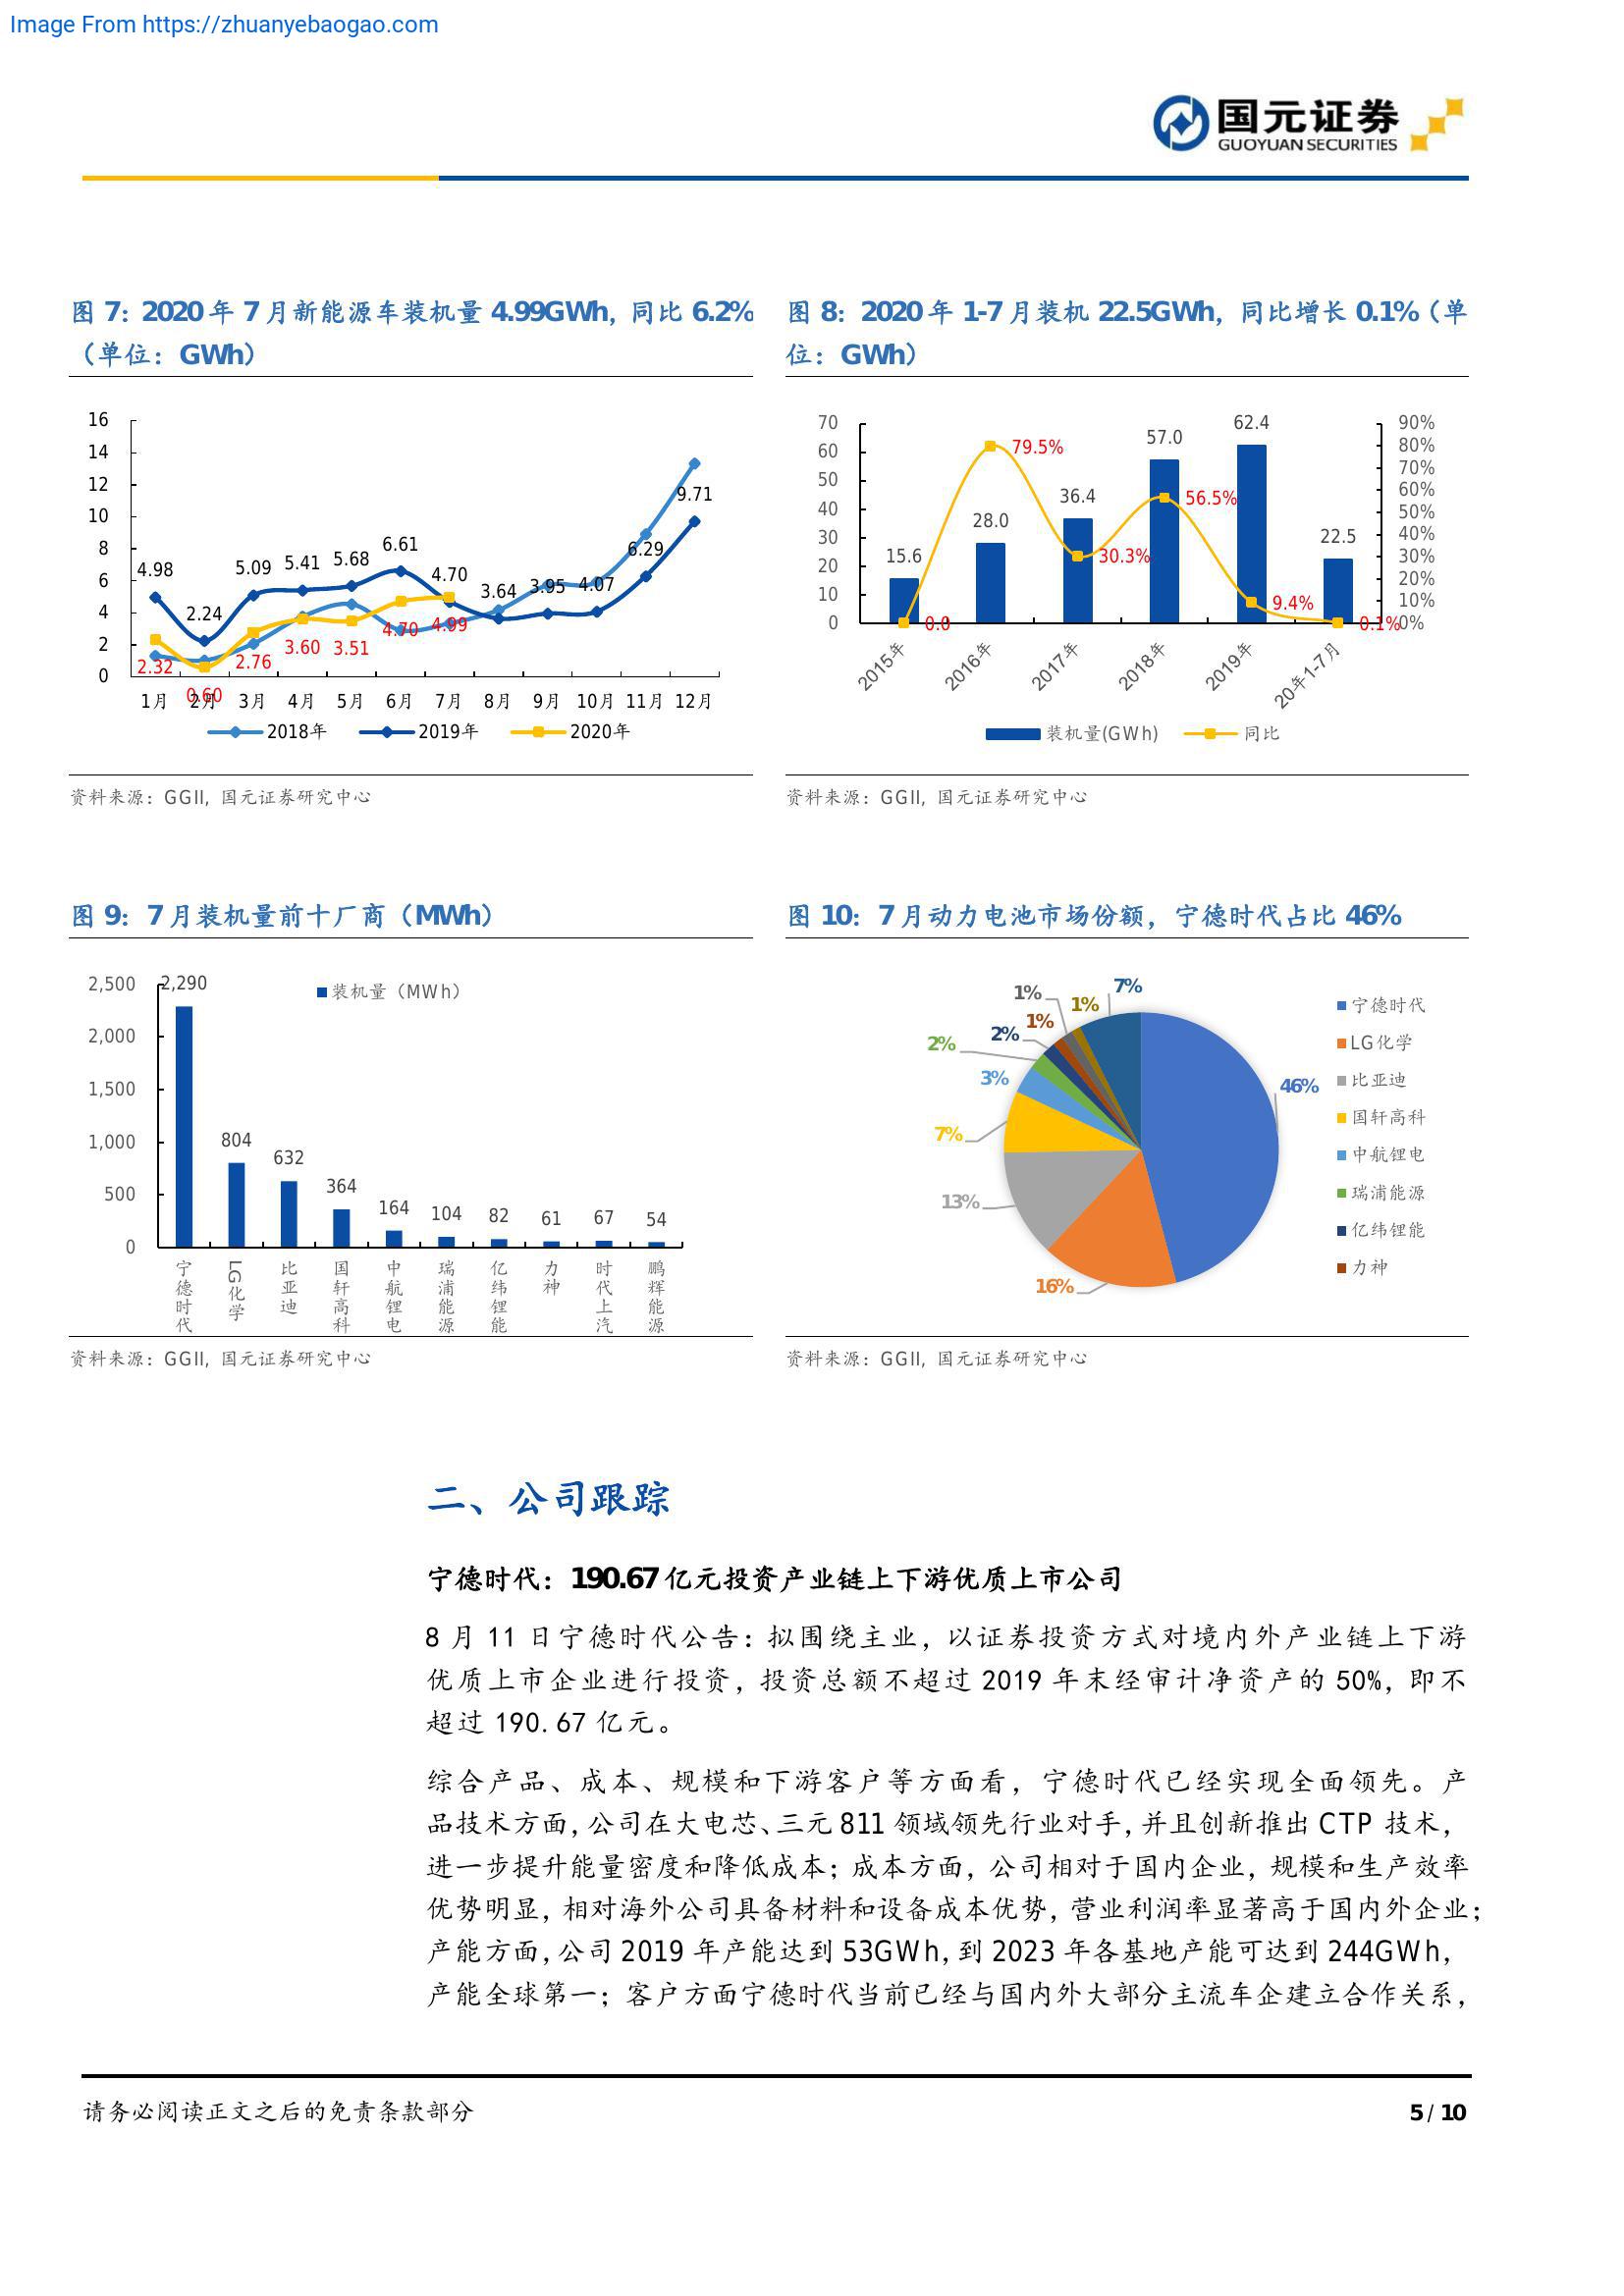 Image From https://zhuanyebaogao.com
国元证券
GUOYUAN SECURITIES
图 7：2020 年 7 月新能源车装机量 4.99GWh，同比 6.2%
（单位：GWh）
16
14
12
10
8
6
4
2
0
4.98
2.24
5.09
5.41
5.68
6.61
4.70
3.64
3.95
4.07
6.29
9.71
2.32
0.60
2.76
3.60
3.51
4.70
4.99
1月 2月 3月 4月 5月 6月 7月 8月 9月 10月 11月 12月
2018年 2019年 2020年
资料来源：GGII，国元证券研究中心
图 8：2020 年 1-7 月装机 22.5GWh，同比增长 0.1%（单
位：GWh）
70
60
50
40
30
20
10
0
15.6
28.0
36.4
57.0
62.4
22.5
0.0
79.5%
30.3%
56.5%
9.4%
0.1%
90%
80%
70%
60%
50%
40%
30%
20%
10%
0%
2015年 2016年 2017年 2018年 2019年 20年1-7月
装机量(GWh) 同比
资料来源：GGII，国元证券研究中心
图 9：7 月装机量前十厂商（MWh）
装机量（MWh）
2,500
2,000
1,500
1,000
500
0
2,290
804
632
364
164
104
82
61
67
54
宁德时代 LG化学 比亚迪 国轩高科 中航锂电 瑞浦能源 亿纬锂能 力神 时代上汽 鹏辉能源
资料来源：GGII，国元证券研究中心
图 10：7 月动力电池市场份额，宁德时代占比 46%
46%
16%
13%
7%
3%
2%
2%
1%
1%
1%
7%
宁德时代
LG化学
比亚迪
国轩高科
中航锂电
瑞浦能源
亿纬锂能
力神
资料来源：GGII，国元证券研究中心
二、公司跟踪
宁德时代：190.67 亿元投资产业链上下游优质上市公司
8 月 11 日宁德时代公告：拟围绕主业，以证券投资方式对境内外产业链上下游
优质上市企业进行投资，投资总额不超过 2019 年末经审计净资产的 50%，即不
超过 190.67 亿元。
综合产品、成本、规模和下游客户等方面看，宁德时代已经实现全面领先。产
品技术方面，公司在大电芯、三元 811 领域领先行业对手，并且创新推出 CTP 技术，
进一步提升能量密度和降低成本；成本方面，公司相对于国内企业，规模和生产效率
优势明显，相对海外公司具备材料和设备成本优势，营业利润率显著高于国内外企业；
产能方面，公司 2019 年产能达到 53GWh，到 2023 年各基地产能可达到 244GWh，
产能全球第一；客户方面宁德时代当前已经与国内外大部分主流车企建立合作关系，
请务必阅读正文之后的免责条款部分
5 / 10